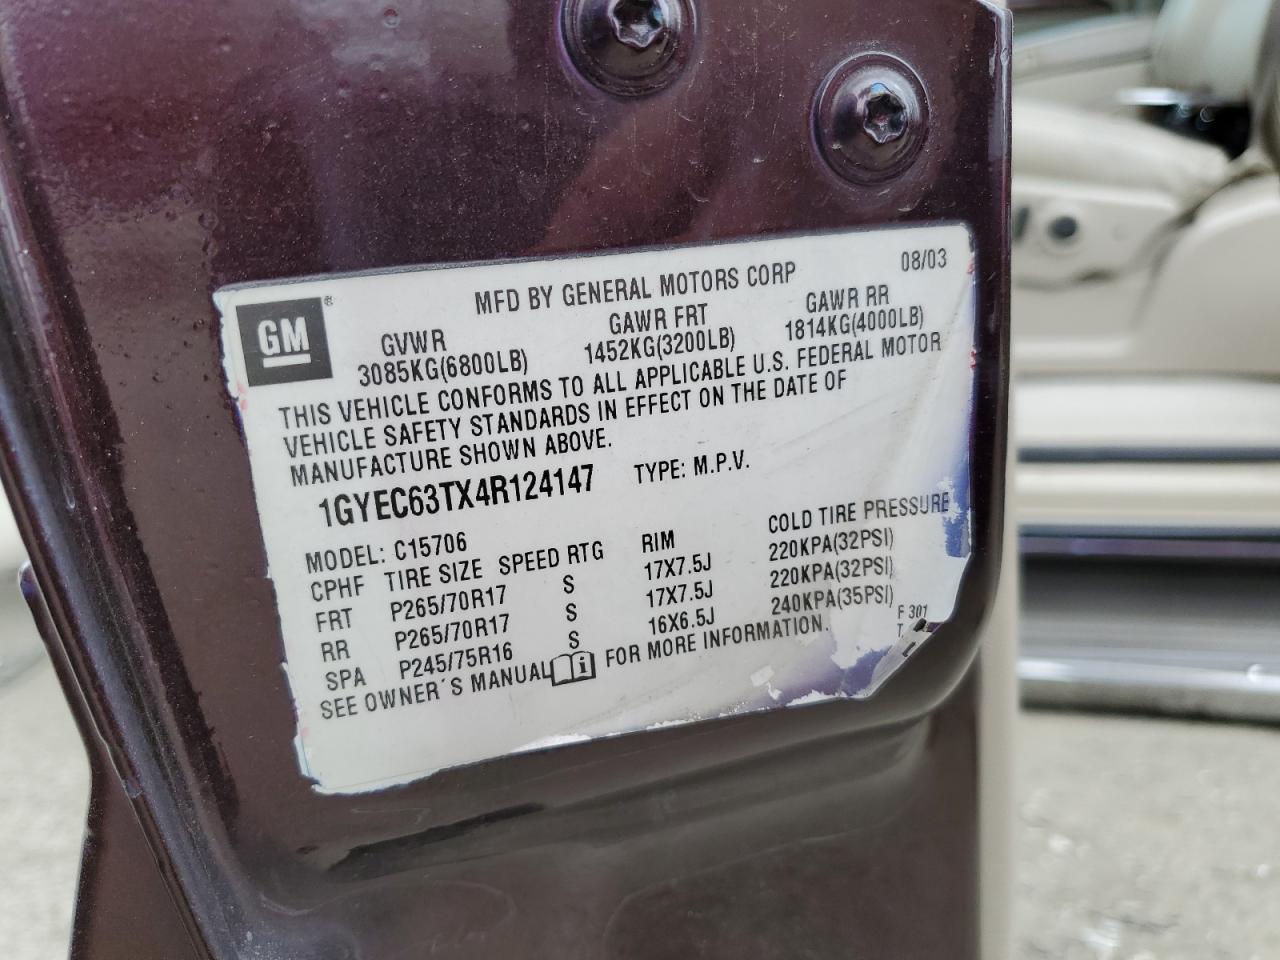 GM®
MFD BY GENERAL MOTORS CORP 08/03
GVWR GAWR FRT GAWR RR
3085KG(6800LB) 1452KG(3200LB) 1814KG(4000LB)
THIS VEHICLE CONFORMS TO ALL APPLICABLE U.S. FEDERAL MOTOR
VEHICLE SAFETY STANDARDS IN EFFECT ON THE DATE OF
MANUFACTURE SHOWN ABOVE.
1GYEC63TX4R124147 TYPE: M.P.V.
MODEL: C15706
CPHF TIRE SIZE SPEED RTG RIM COLD TIRE PRESSURE
FRT P265/70R17 S 17X7.5J 220KPA(32PSI)
RR P265/70R17 S 17X7.5J 220KPA(32PSI)
SPA P245/75R16 S 16X6.5J 240KPA(35PSI)
SEE OWNER´S MANUAL FOR MORE INFORMATION.
F 301
T